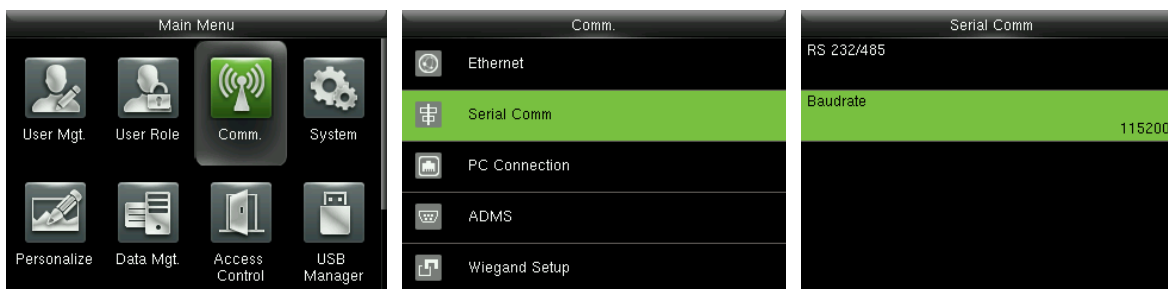 Main Menu
User Mgt.
User Role
Comm.
System
Personalize
Data Mgt.
Access
Control
USB
Manager
Comm.
Ethernet
Serial Comm
PC Connection
ADMS
Wiegand Setup
Serial Comm
RS 232/485
Baudrate
115200